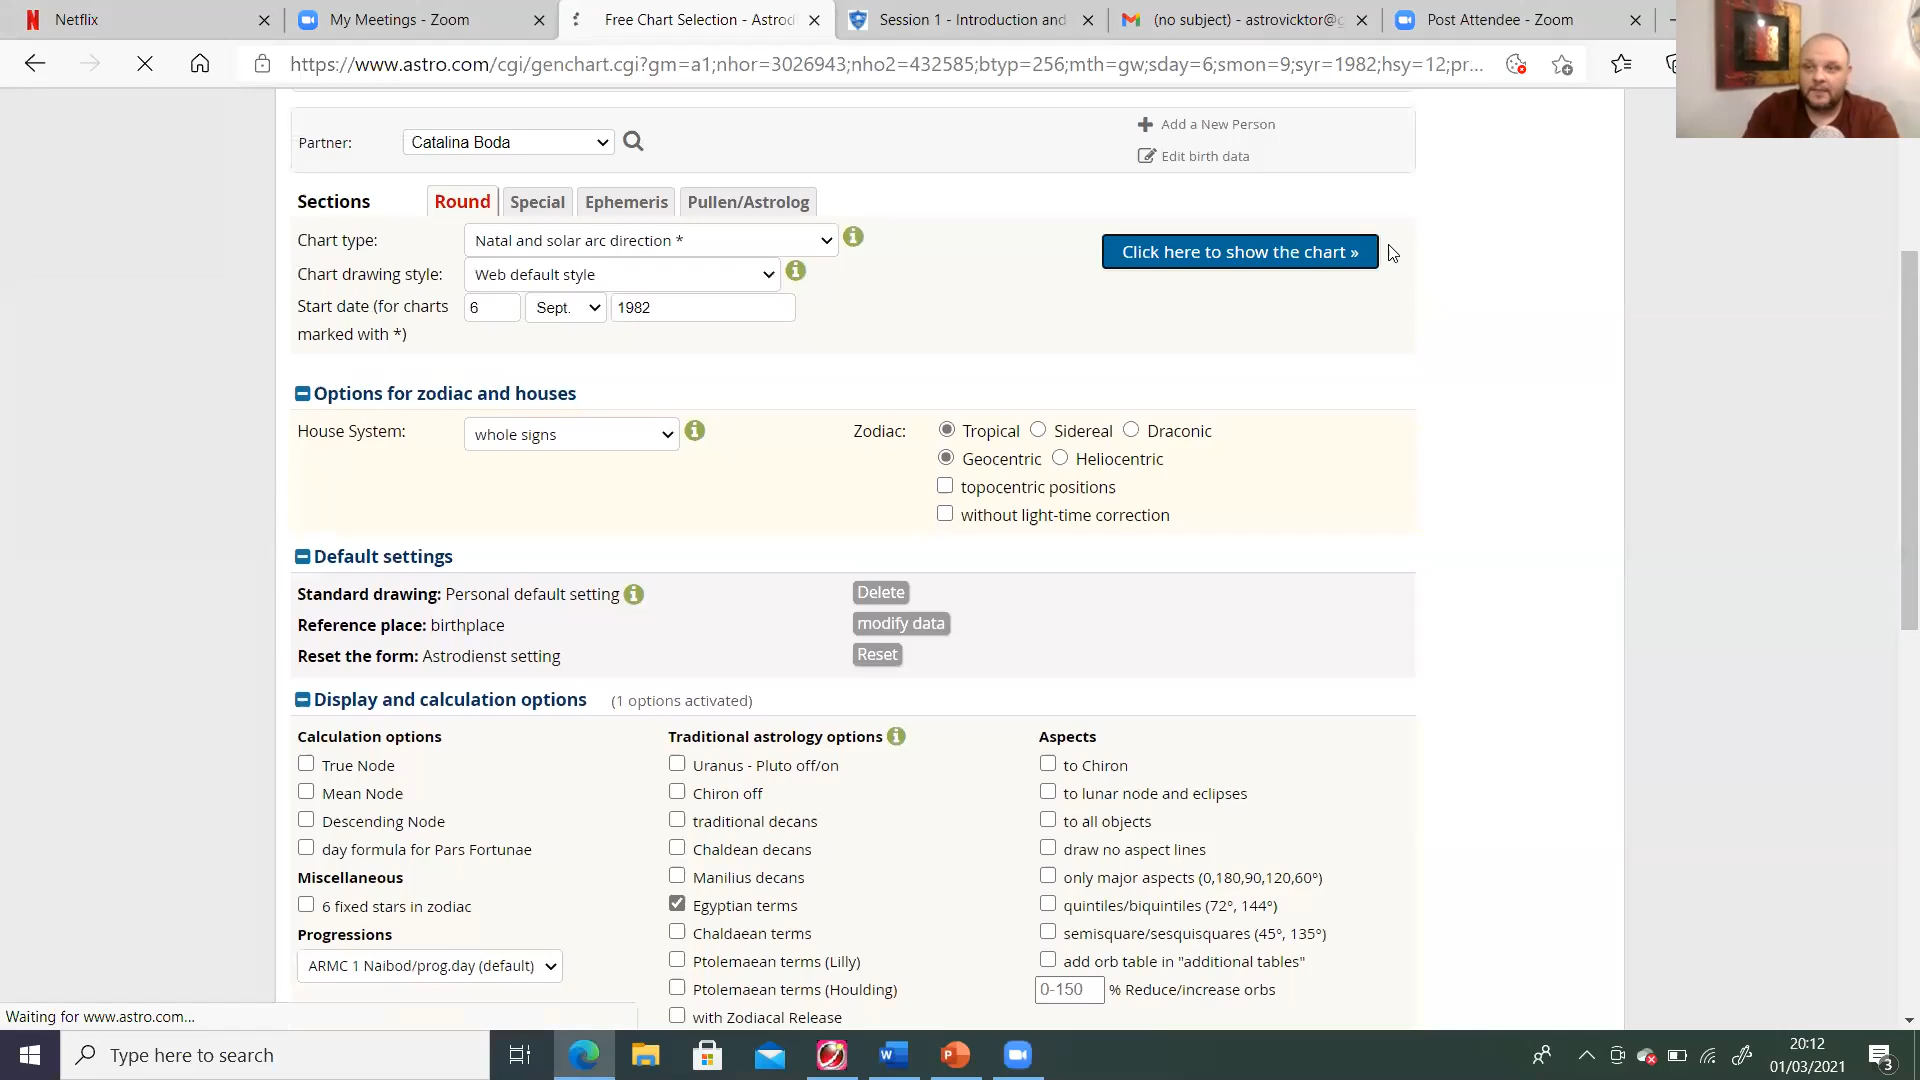 Netflix
My Meetings - Zoom
Free Chart Selection - Astrod
Session 1 - Introduction and
(no subject) - astrovicktor@
Post Attendee - Zoom
https://www.astro.com/cgi/genchart.cgi?gm=a1;nhor=3026943;nho2=432585;btyp=256;mth=gw;sday=6;smon=9;syr=1982;hsy=12;pr...
Partner:
Catalina Boda
Add a New Person
Edit birth data
Sections
Round
Special
Ephemeris
Pullen/Astrolog
Chart type:
Natal and solar arc direction *
Click here to show the chart »
Chart drawing style:
Web default style
Start date (for charts
marked with *)
6
Sept.
1982
Options for zodiac and houses
House System:
whole signs
Zodiac:
Tropical Sidereal Draconic
Geocentric Heliocentric
topocentric positions
without light-time correction
Default settings
Standard drawing: Personal default setting
Delete
Reference place: birthplace
modify data
Reset the form: Astrodienst setting
Reset
Display and calculation options (1 options activated)
Calculation options
True Node
Mean Node
Descending Node
day formula for Pars Fortunae
Miscellaneous
6 fixed stars in zodiac
Progressions
ARMC 1 Naibod/prog.day (default)
Traditional astrology options
Uranus - Pluto off/on
Chiron off
traditional decans
Chaldean decans
Manilius decans
Egyptian terms
Chaldaean terms
Ptolemaean terms (Lilly)
Ptolemaean terms (Houlding)
with Zodiacal Release
Aspects
to Chiron
to lunar node and eclipses
to all objects
draw no aspect lines
only major aspects (0,180,90,120,60°)
quintiles/biquintiles (72°, 144°)
semisquare/sesquisquares (45°, 135°)
add orb table in "additional tables"
0-150 % Reduce/increase orbs
Waiting for www.astro.com...
Type here to search
20:12
01/03/2021
3